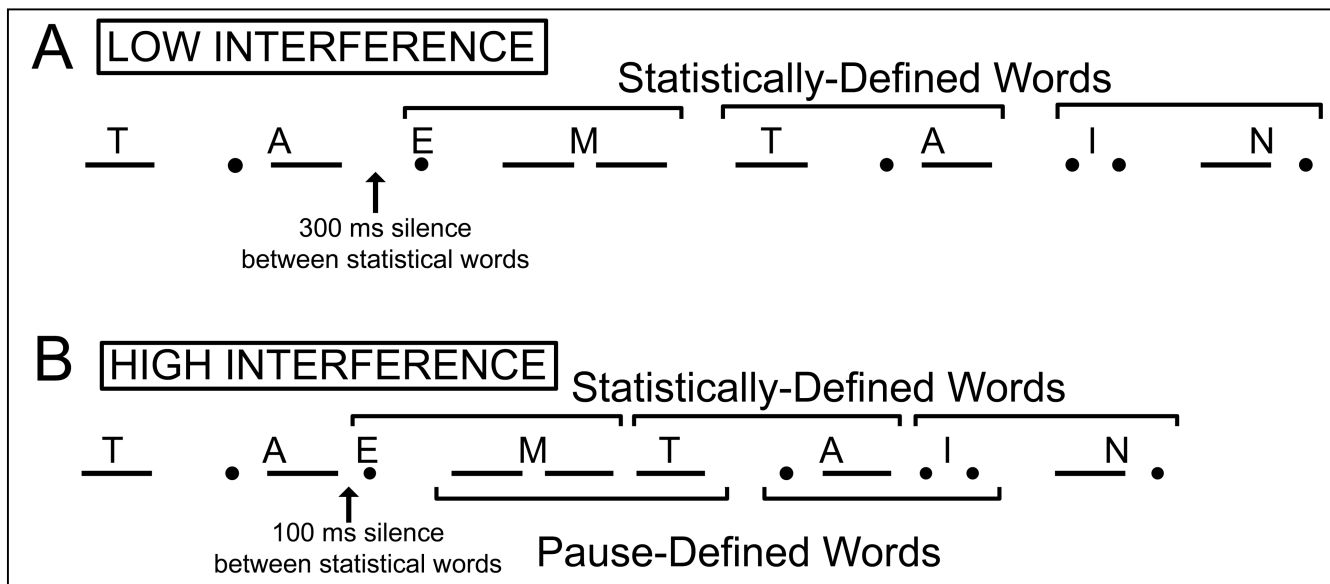 A LOW INTERFERENCE
Statistically-Defined Words
T A E M T A I N
300 ms silence
between statistical words
B HIGH INTERFERENCE
Statistically-Defined Words
T A E M T A I N
100 ms silence
between statistical words
Pause-Defined Words